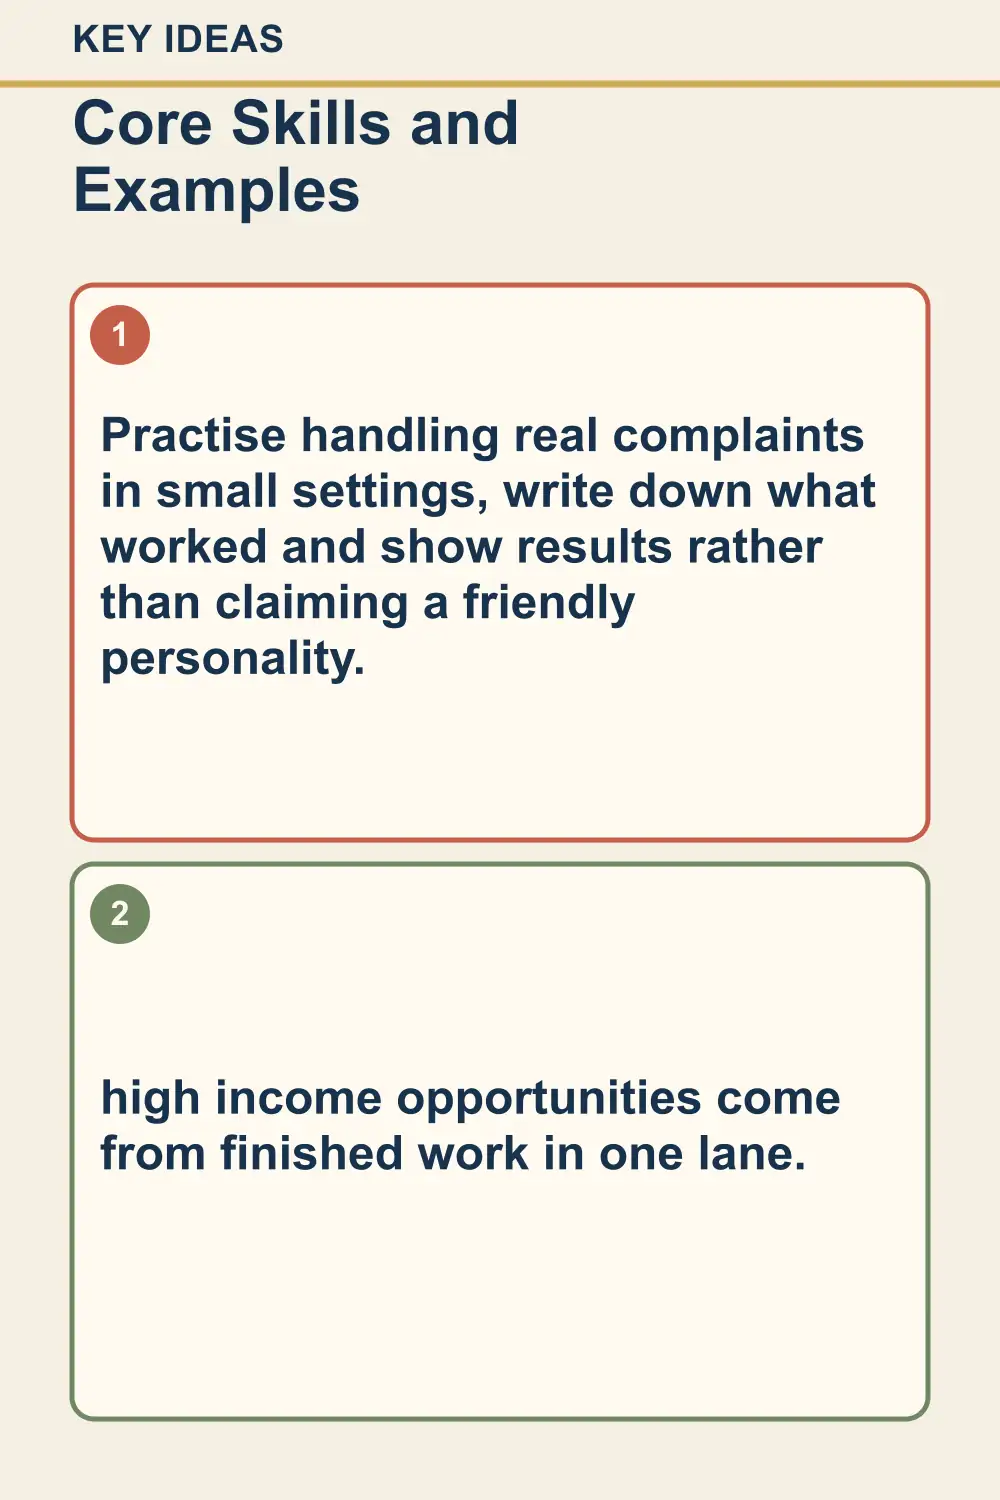 KEY IDEAS
Core Skills and
Examples
1
Practise handling real complaints
in small settings, write down what
worked and show results rather
than claiming a friendly
personality.
2
high income opportunities come
from finished work in one lane.